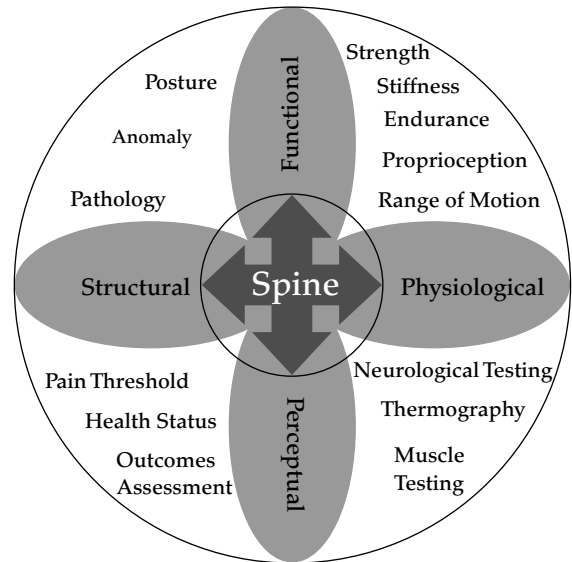 Functional
Posture
Anomaly
Pathology
Strength
Stiffness
Endurance
Proprioception
Range of Motion
Structural
Spine
Physiological
Pain Threshold
Health Status
Outcomes
Assessment
Perceptual
Neurological Testing
Thermography
Muscle
Testing